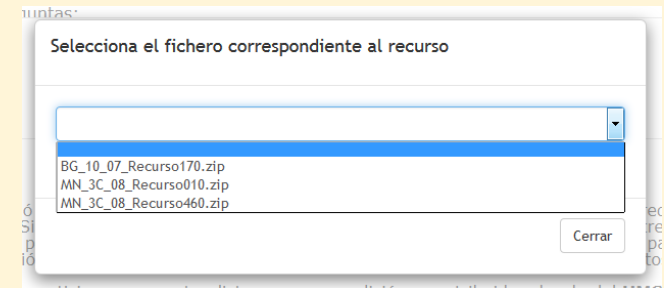 Selecciona el fichero correspondiente al recurso
BG_10_07_Recurso170.zip
MN_3C_08_Recurso010.zip
MN_3C_08_Recurso460.zip
Cerrar